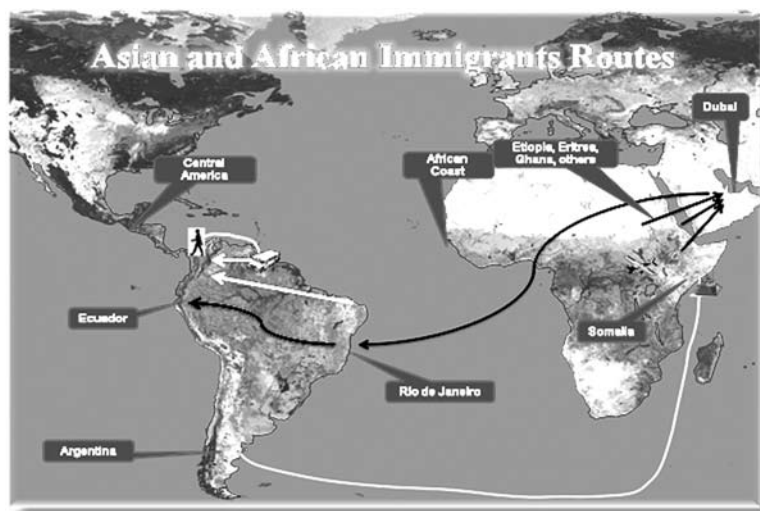 Asian and African Immigrants Routes
Dubai
Central
America
African
Coast
Etiopia, Eritrea,
Ghana, others
Ecuador
Somalia
Rio de Janeiro
Argentina